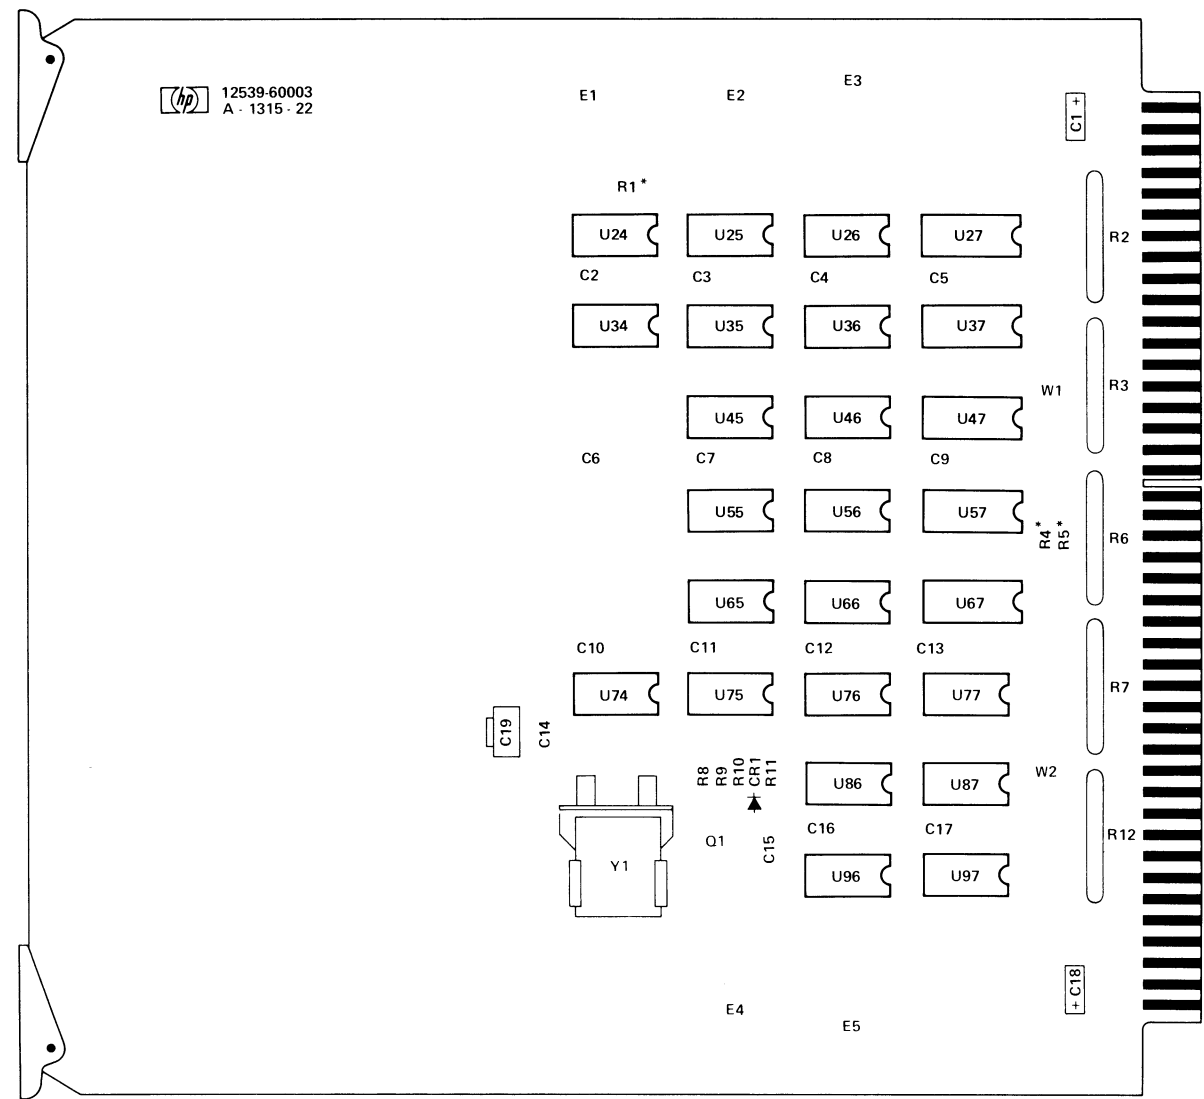 hp 12539-60003
A - 1315 - 22
E1 E2 E3
C1 +
R1*
U24 U25 U26 U27 R2
C2 C3 C4 C5
U34 U35 U36 U37
W1 R3
U45 U46 U47
C6 C7 C8 C9
U55 U56 U57 R4* R5* R6
U65 U66 U67
C10 C11 C12 C13
U74 U75 U76 U77 R7
C19 C14
R8 R9 R10 CR1 R11 U86 U87 W2
Q1 C15 C16 C17 R12
Y1 U96 U97
+ C18
E4 E5